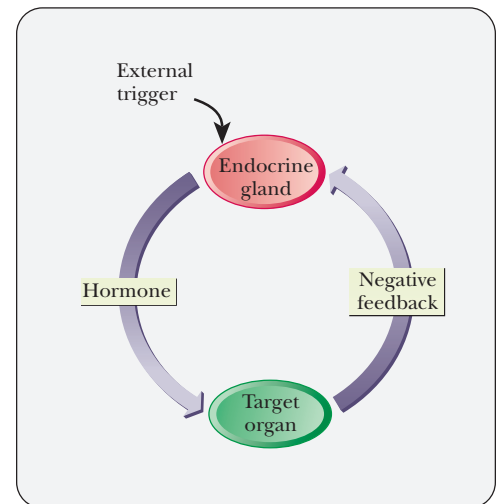 External
trigger
Endocrine
gland
Hormone
Negative
feedback
Target
organ